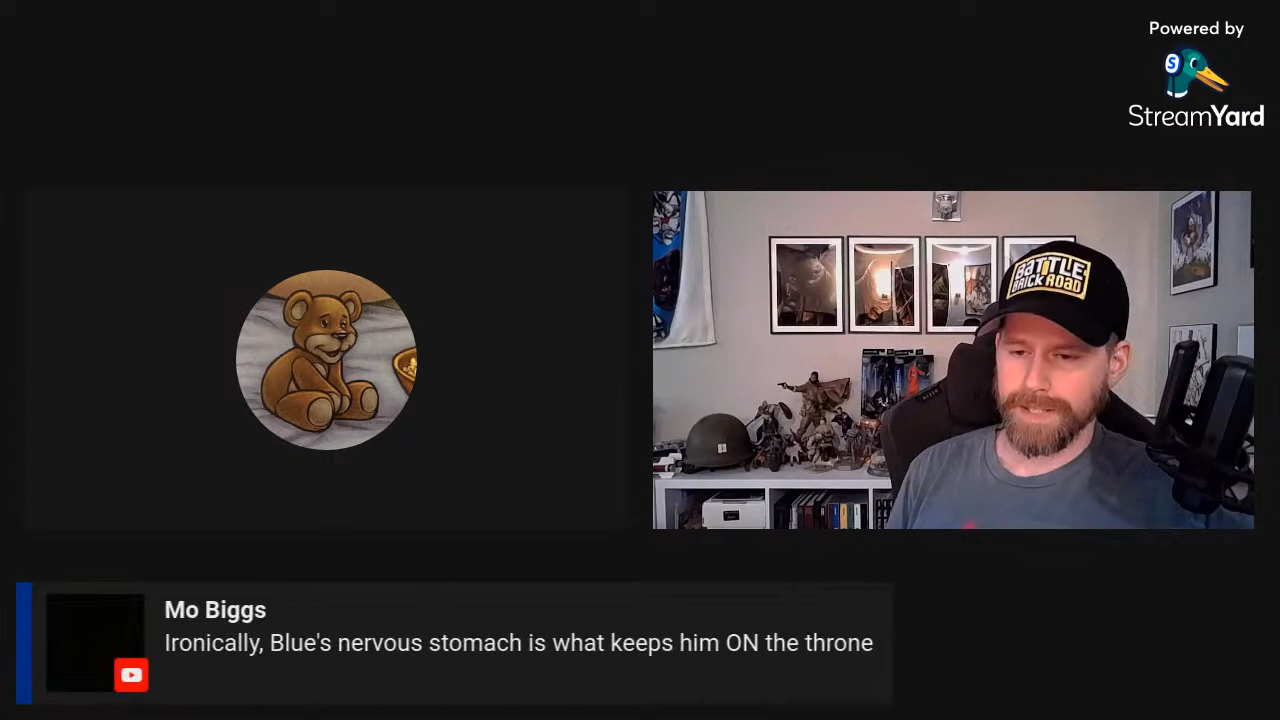 Powered by
StreamYard
BATTLE
BRICK ROAD
Mo Biggs
Ironically, Blue's nervous stomach is what keeps him ON the throne